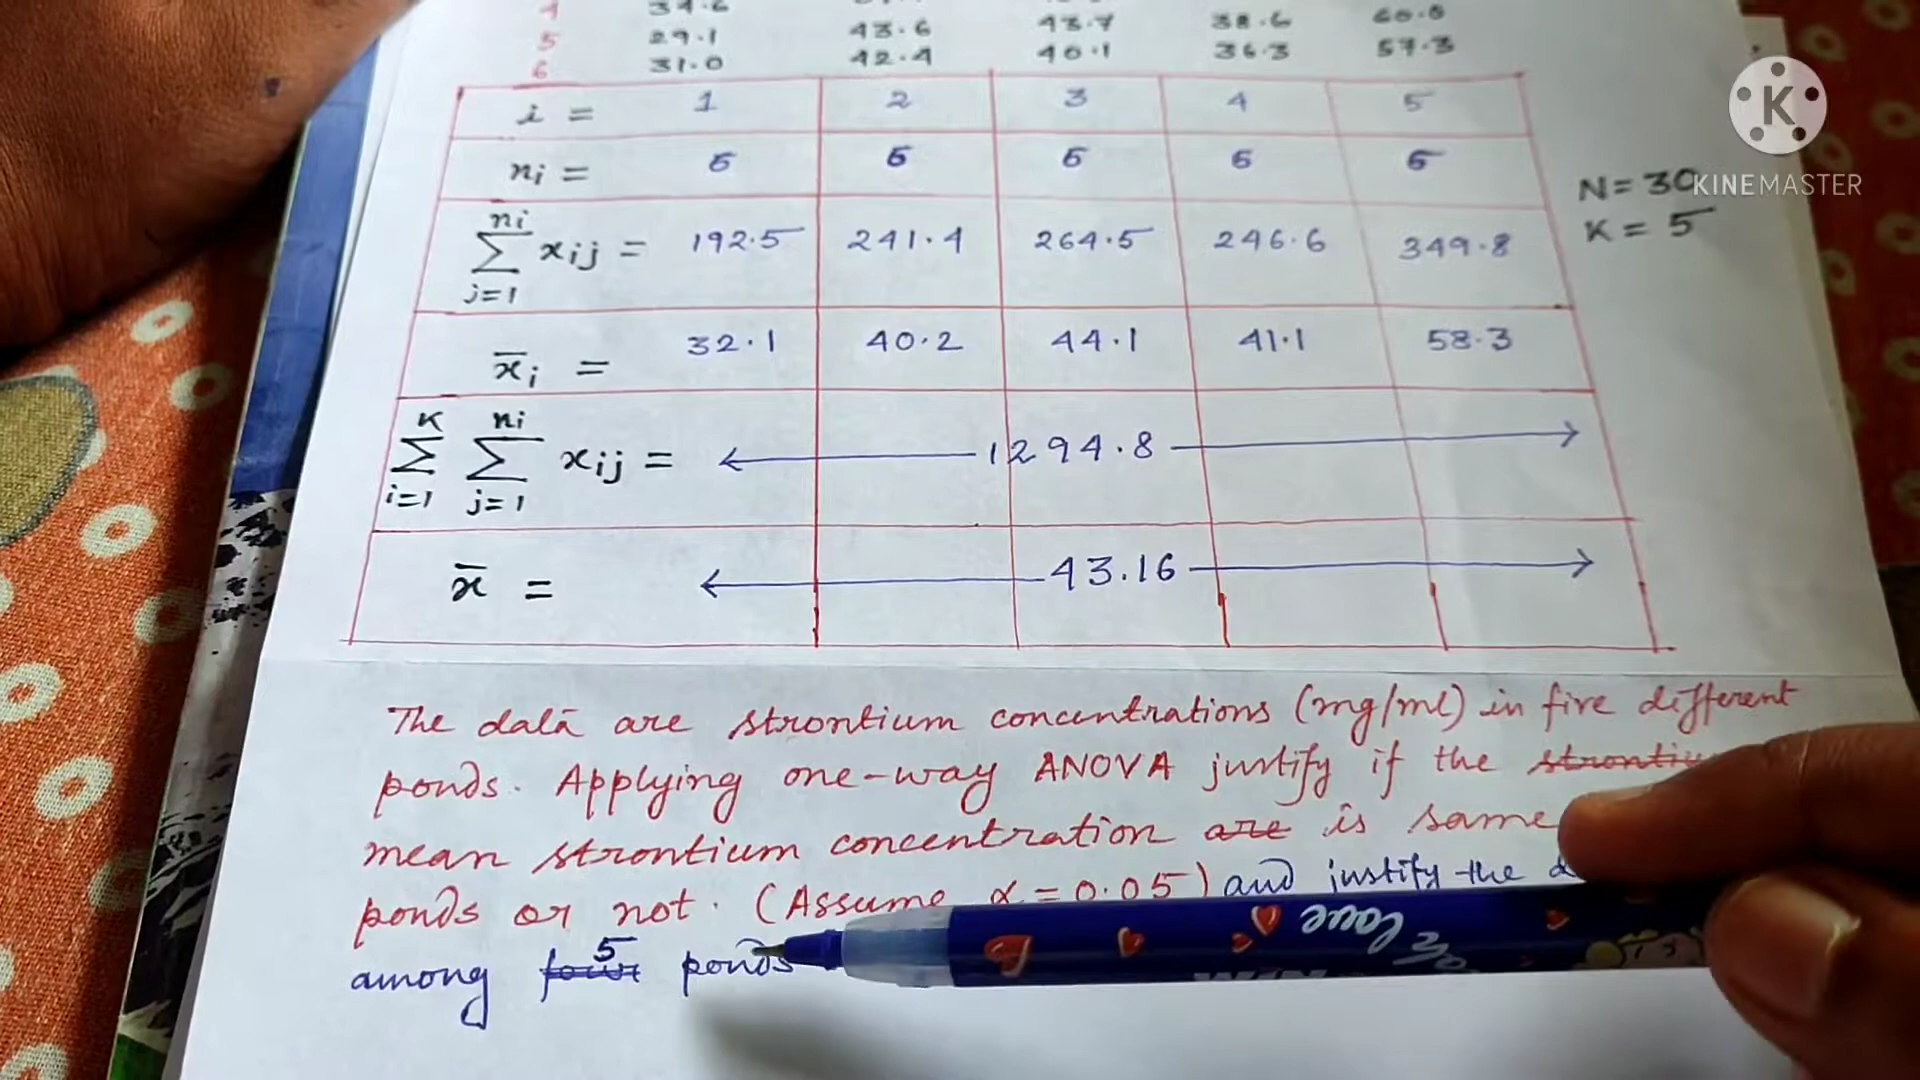 5 29.1 43.6 43.7 38.6 60.0
6 31.0 42.4 40.1 36.3 57.3
i = 1 2 3 4 5
ni = 6 6 6 6 6
N = 30
K = 5
KINEMASTER
ni
∑ xij = 192.5 241.4 264.5 246.6 349.8
j=1
x̄i = 32.1 40.2 44.1 41.1 58.3
K ni
∑ ∑ xij = 1294.8
i=1 j=1
x̄ = 43.16
The data are strontium concentrations (mg/ml) in five different
ponds. Applying one-way ANOVA justify if the
mean strontium concentration are is same
ponds or not. (Assume α = 0.05) and justify the
among four 5 ponds